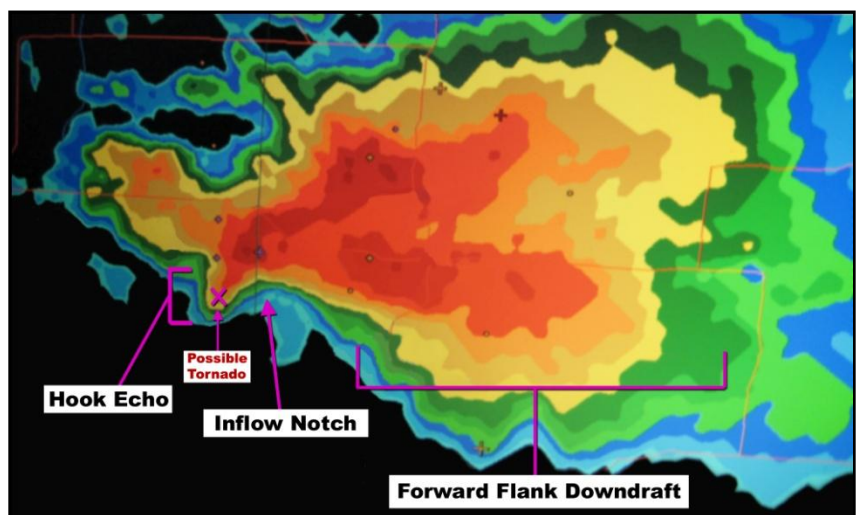 Possible
Tornado
Hook Echo
Inflow Notch
Forward Flank Downdraft